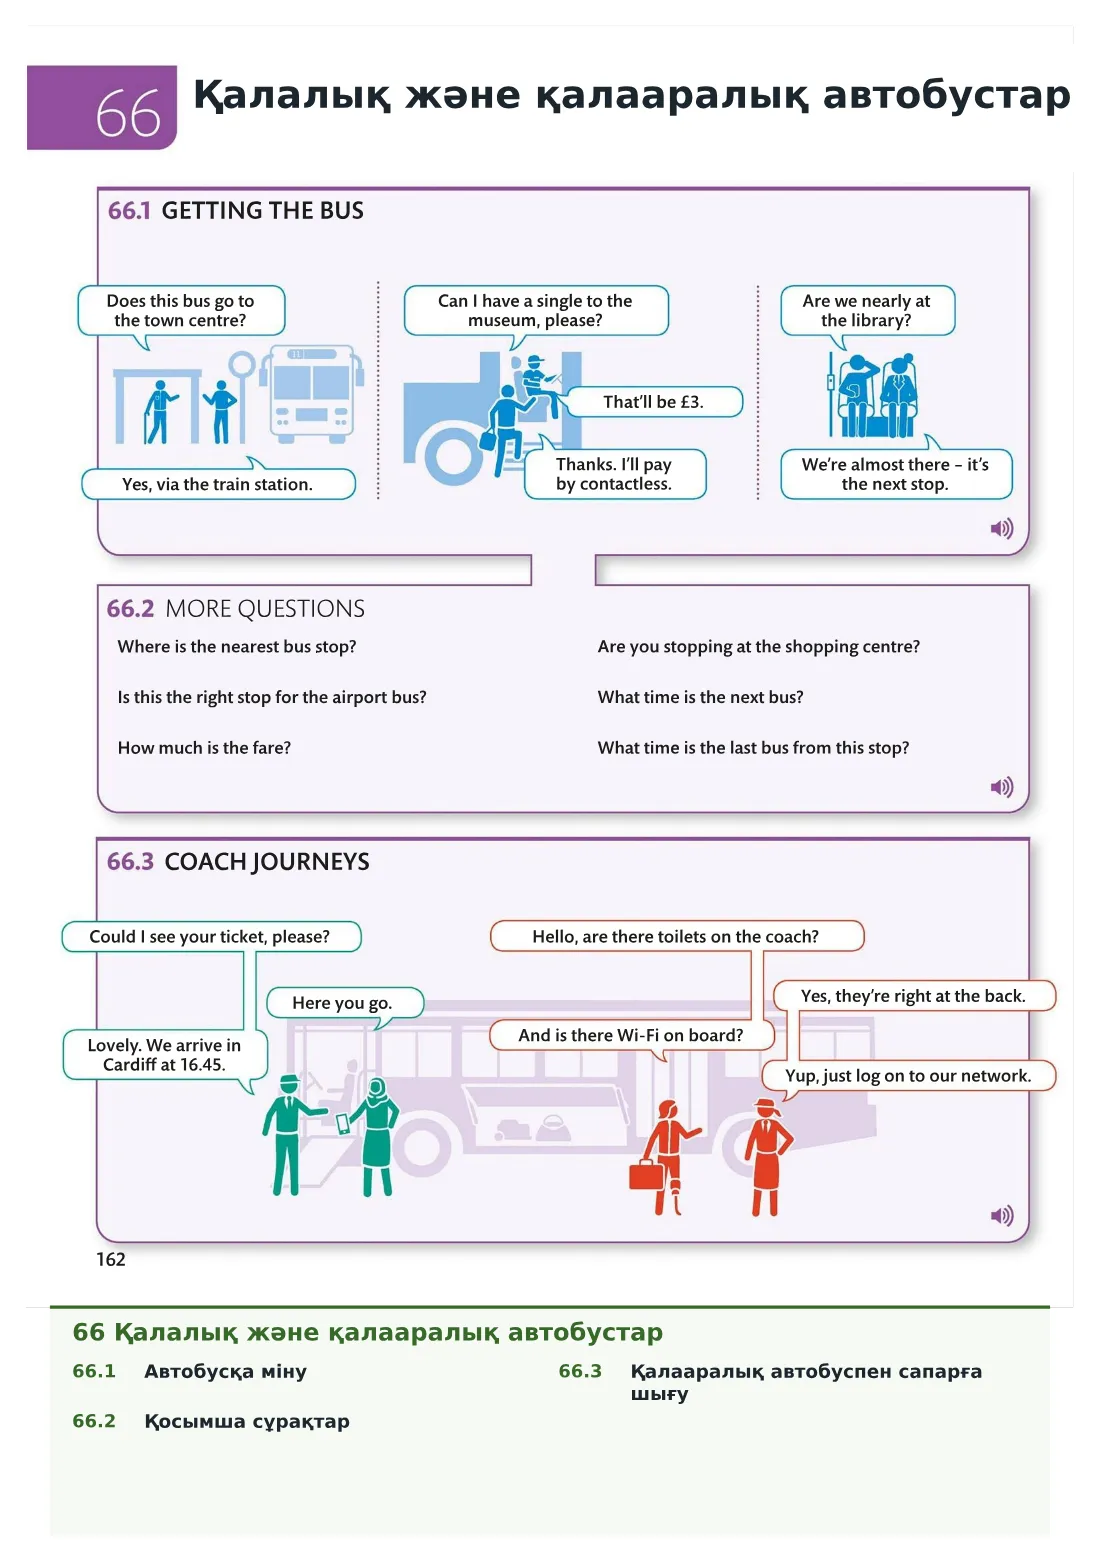 66
Қалалық және қалааралық автобустар
66.1 GETTING THE BUS
Does this bus go to
the town centre?
11
Yes, via the train station.
Can I have a single to the
museum, please?
That'll be £3.
Thanks. I'll pay
by contactless.
Are we nearly at
the library?
We're almost there – it's
the next stop.
66.2 MORE QUESTIONS
Where is the nearest bus stop?
Is this the right stop for the airport bus?
How much is the fare?
Are you stopping at the shopping centre?
What time is the next bus?
What time is the last bus from this stop?
66.3 COACH JOURNEYS
Could I see your ticket, please?
Here you go.
Lovely. We arrive in
Cardiff at 16.45.
Hello, are there toilets on the coach?
Yes, they're right at the back.
And is there Wi-Fi on board?
Yup, just log on to our network.
162
66 Қалалық және қалааралық автобустар
66.1 Автобусқа міну
66.2 Қосымша сұрақтар
66.3 Қалааралық автобуспен сапарға
шығу